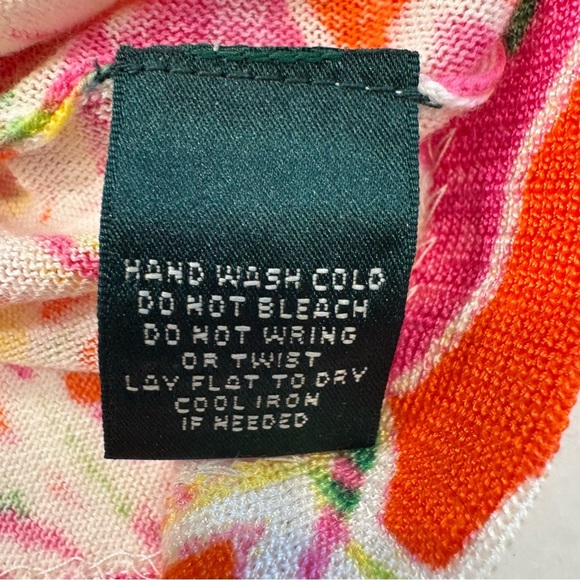 HAND WASH COLD
DO NOT BLEACH
DO NOT WRING
OR TWIST
LAY FLAT TO DRY
COOL IRON
IF NEEDED